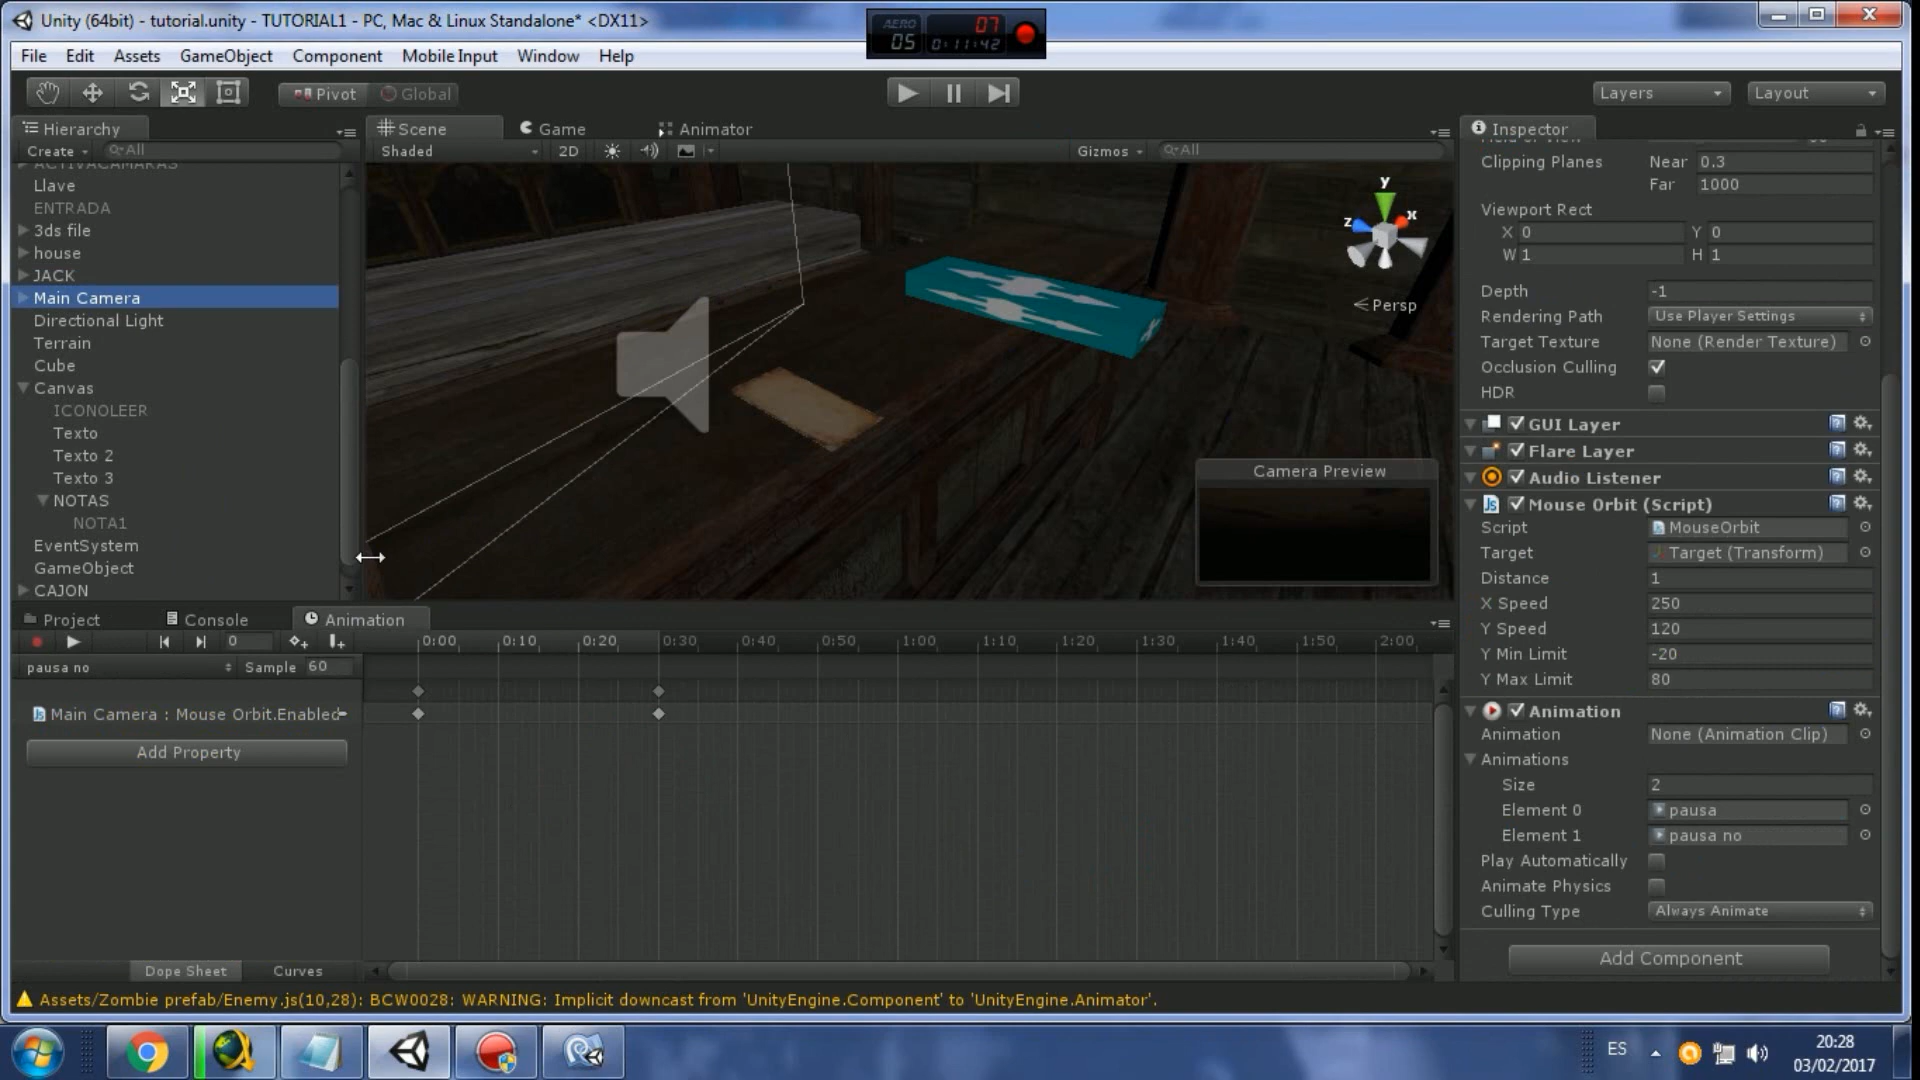 Unity (64bit) - tutorial.unity - TUTORIAL1 - PC, Mac & Linux Standalone* <DX11>
AERO 05 07 0:11:42
File Edit Assets GameObject Component Mobile Input Window Help
Pivot Global Layers Layout
Hierarchy
Create All
ACTIVACAMARAS
Llave
ENTRADA
3ds file
house
JACK
Main Camera
Directional Light
Terrain
Cube
Canvas
ICONOLEER
Texto
Texto 2
Texto 3
NOTAS
NOTA1
EventSystem
GameObject
CAJON
Scene Game Animator
Shaded 2D Gizmos All
y
z x
Persp
Camera Preview
Inspector
Clipping Planes Near 0.3
Far 1000
Viewport Rect
X 0 Y 0
W 1 H 1
Depth -1
Rendering Path Use Player Settings
Target Texture None (Render Texture)
Occlusion Culling
HDR
GUI Layer
Flare Layer
Audio Listener
Mouse Orbit (Script)
Script MouseOrbit
Target Target (Transform)
Distance 1
X Speed 250
Y Speed 120
Y Min Limit -20
Y Max Limit 80
Animation
Animation None (Animation Clip)
Animations
Size 2
Element 0 pausa
Element 1 pausa no
Play Automatically
Animate Physics
Culling Type Always Animate
Add Component
Project Console Animation
0 0:00 0:10 0:20 0:30 0:40 0:50 1:00 1:10 1:20 1:30 1:40 1:50 2:00
pausa no Sample 60
Main Camera : Mouse Orbit.Enabled
Add Property
Dope Sheet Curves
Assets/Zombie prefab/Enemy.js(10,28): BCW0028: WARNING: Implicit downcast from 'UnityEngine.Component' to 'UnityEngine.Animator'.
ES 20:28
03/02/2017